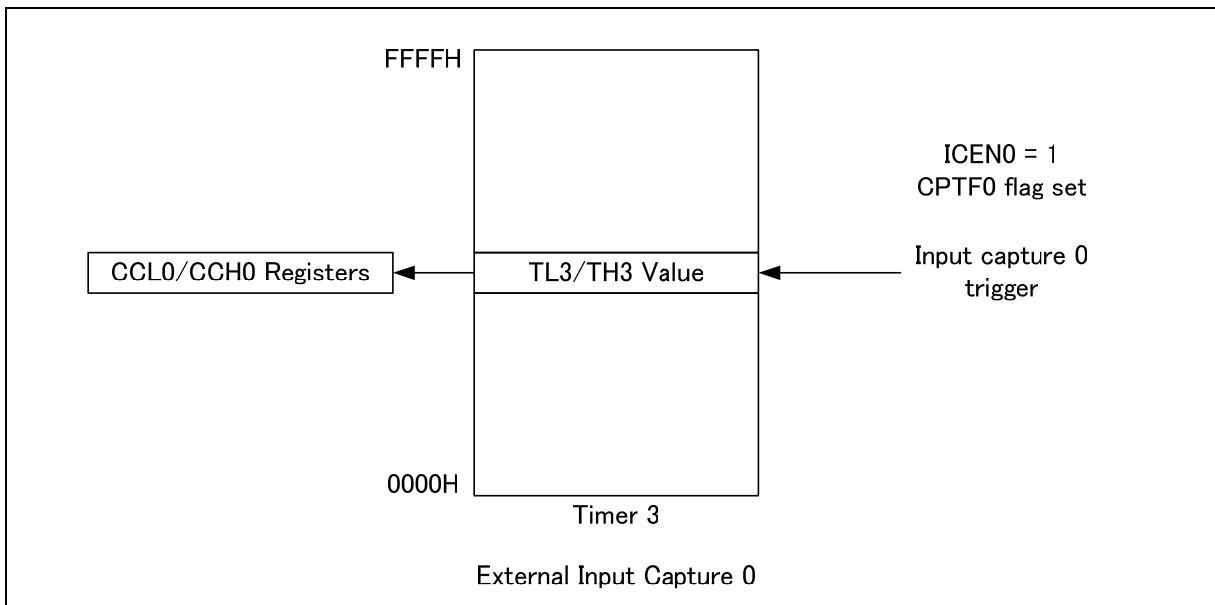 FFFFH
ICEN0 = 1
CPTF0 flag set
CCL0/CCH0 Registers
TL3/TH3 Value
Input capture 0
trigger
0000H
Timer 3
External Input Capture 0